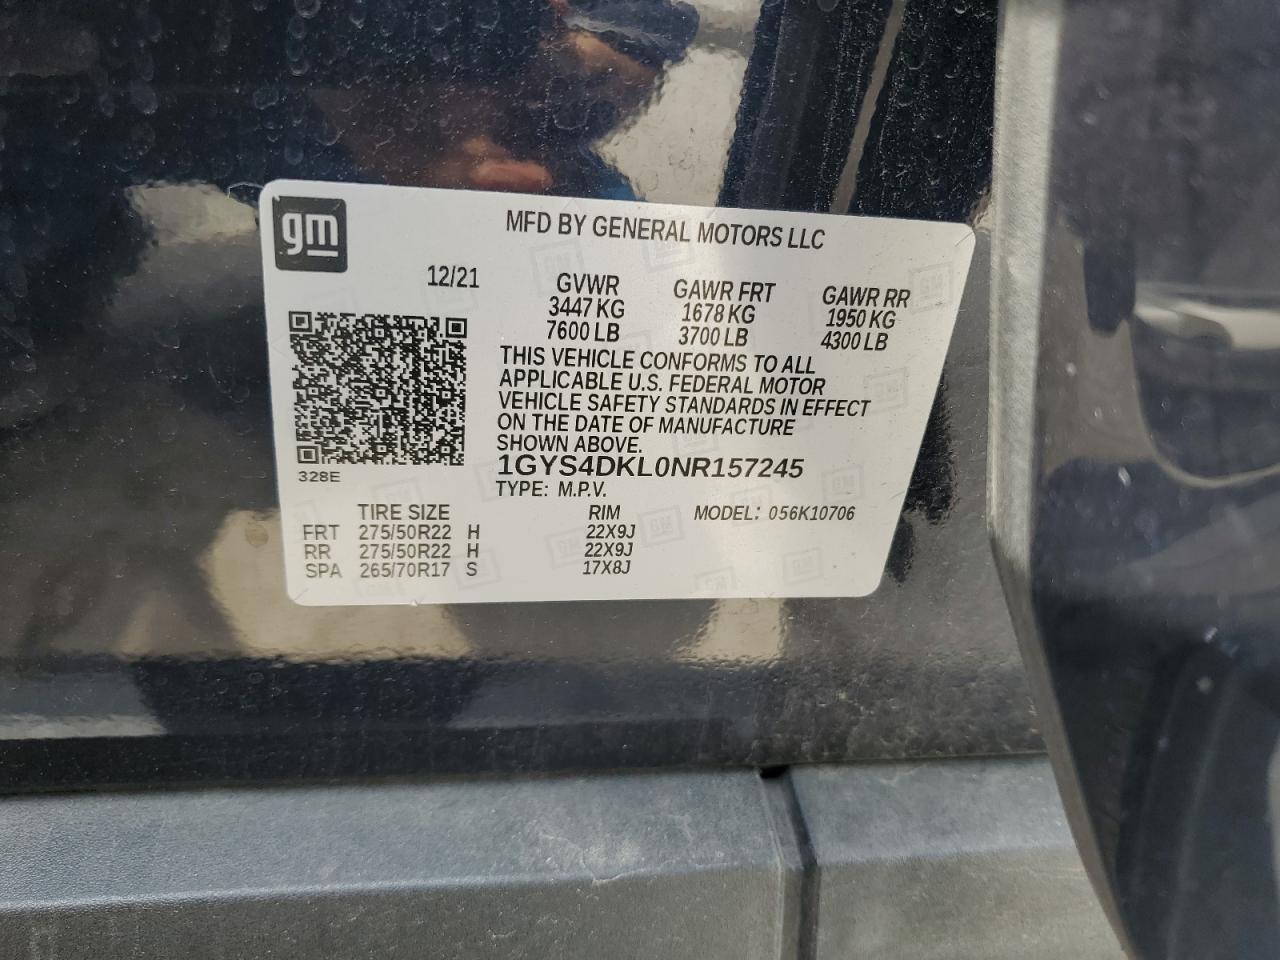 gm
MFD BY GENERAL MOTORS LLC
12/21
GVWR GAWR FRT GAWR RR
3447 KG 1678 KG 1950 KG
7600 LB 3700 LB 4300 LB
THIS VEHICLE CONFORMS TO ALL
APPLICABLE U.S. FEDERAL MOTOR
VEHICLE SAFETY STANDARDS IN EFFECT
ON THE DATE OF MANUFACTURE
SHOWN ABOVE.
1GYS4DKL0NR157245
328E
TYPE: M.P.V.
TIRE SIZE RIM MODEL: 056K10706
FRT 275/50R22 H 22X9J
RR 275/50R22 H 22X9J
SPA 265/70R17 S 17X8J